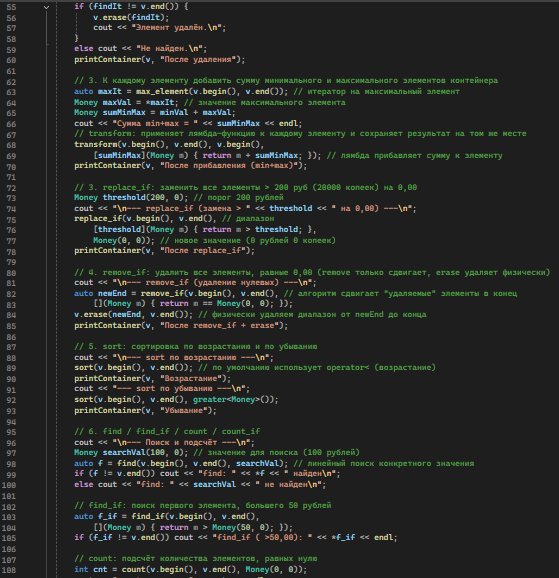 55 if (findIt != v.end()) {
56 v.erase(findIt);
57 cout << "Элемент удалён.\n";
58 }
59 else cout << "Не найден.\n";
60 printContainer(v, "После удаления");
61
62 // 3. К каждому элементу добавить сумму минимального и максимального элементов контейнера
63 auto maxIt = max_element(v.begin(), v.end()); // итератор на максимальный элемент
64 Money maxVal = *maxIt; // значение максимального элемента
65 Money sumMinMax = minVal + maxVal;
66 cout << "Сумма min+max = " << sumMinMax << endl;
67 // transform: применяет лямбда-функцию к каждому элементу и сохраняет результат на том же месте
68 transform(v.begin(), v.end(), v.begin(),
69 [sumMinMax](Money m) { return m + sumMinMax; }); // лямбда прибавляет сумму к элементу
70 printContainer(v, "После прибавления (min+max)");
71
72 // 3. replace_if: заменить все элементы > 200 руб (20000 копеек) на 0,00
73 Money threshold(200, 0); // порог 200 рублей
74 cout << "\n--- replace_if (замена > " << threshold << " на 0,00) ---\n";
75 replace_if(v.begin(), v.end(), // диапазон
76 [threshold](Money m) { return m > threshold; },
77 Money(0, 0)); // новое значение (0 рублей 0 копеек)
78 printContainer(v, "После replace_if");
79
80 // 4. remove_if: удалить все элементы, равные 0,00 (remove только сдвигает, erase удаляет физически)
81 cout << "\n--- remove_if (удаление нулевых) ---\n";
82 auto newEnd = remove_if(v.begin(), v.end(), // алгоритм сдвигает "удаляемые" элементы в конец
83 [](Money m) { return m == Money(0, 0); });
84 v.erase(newEnd, v.end()); // физически удаляем диапазон от newEnd до конца
85 printContainer(v, "После remove_if + erase");
86
87 // 5. sort: сортировка по возрастанию и по убыванию
88 cout << "\n--- sort по возрастанию ---\n";
89 sort(v.begin(), v.end()); // по умолчанию использует operator< (возрастание)
90 printContainer(v, "Возрастание");
91 cout << "--- sort по убыванию ---\n";
92 sort(v.begin(), v.end(), greater<Money>());
93 printContainer(v, "Убывание");
94
95 // 6. find / find_if / count / count_if
96 cout << "\n--- Поиск и подсчёт ---\n";
97 Money searchVal(100, 0); // значение для поиска (100 рублей)
98 auto f = find(v.begin(), v.end(), searchVal); // линейный поиск конкретного значения
99 if (f != v.end()) cout << "find: " << *f << " найден\n";
100 else cout << "find: " << searchVal << " не найден\n";
101
102 // find_if: поиск первого элемента, большего 50 рублей
103 auto f_if = find_if(v.begin(), v.end(),
104 [](Money m) { return m > Money(50, 0); });
105 if (f_if != v.end()) cout << "find_if ( >50,00): " << *f_if << endl;
106
107 // count: подсчёт количества элементов, равных нулю
108 int cnt = count(v.begin(), v.end(), Money(0, 0));